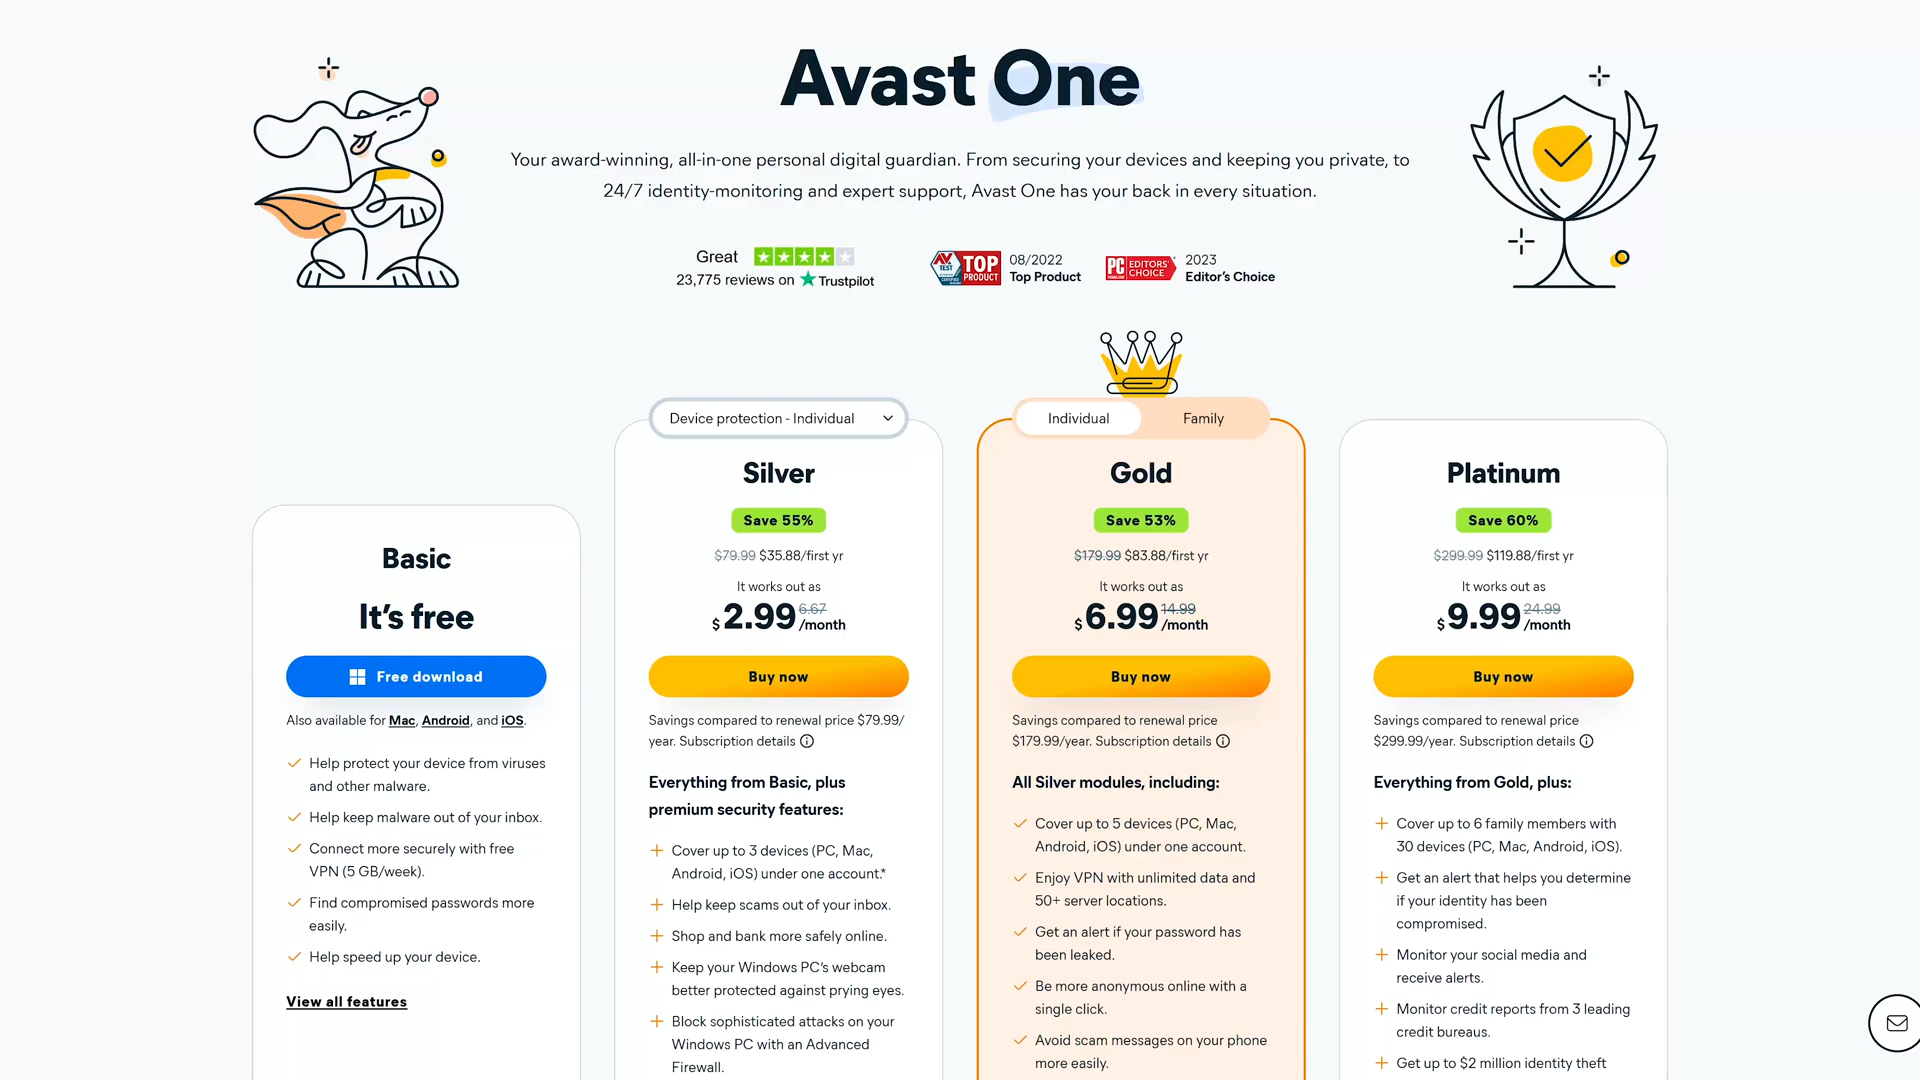 Avast One
Your award-winning, all-in-one personal digital guardian. From securing your devices and keeping you private, to
24/7 identity-monitoring and expert support, Avast One has your back in every situation.
Great
23,775 reviews on Trustpilot
AV TEST
TOP PRODUCT
08/2022
Top Product
PC
EDITORS' CHOICE
2023
Editor's Choice
Basic
It's free
Free download
Also available for Mac, Android, and iOS.
Help protect your device from viruses
and other malware.
Help keep malware out of your inbox.
Connect more securely with free
VPN (5 GB/week).
Find compromised passwords more
easily.
Help speed up your device.
View all features
Device protection - Individual
Silver
Save 55%
$79.99 $35.88/first yr
It works out as
$ 2.99 6.67 /month
Buy now
Savings compared to renewal price $79.99/
year. Subscription details
Everything from Basic, plus
premium security features:
Cover up to 3 devices (PC, Mac,
Android, iOS) under one account.*
Help keep scams out of your inbox.
Shop and bank more safely online.
Keep your Windows PC's webcam
better protected against prying eyes.
Block sophisticated attacks on your
Windows PC with an Advanced
Firewall.
Individual
Family
Gold
Save 53%
$179.99 $83.88/first yr
It works out as
$ 6.99 14.99 /month
Buy now
Savings compared to renewal price
$179.99/year. Subscription details
All Silver modules, including:
Cover up to 5 devices (PC, Mac,
Android, iOS) under one account.
Enjoy VPN with unlimited data and
50+ server locations.
Get an alert if your password has
been leaked.
Be more anonymous online with a
single click.
Avoid scam messages on your phone
more easily.
Platinum
Save 60%
$299.99 $119.88/first yr
It works out as
$ 9.99 24.99 /month
Buy now
Savings compared to renewal price
$299.99/year. Subscription details
Everything from Gold, plus:
Cover up to 6 family members with
30 devices (PC, Mac, Android, iOS).
Get an alert that helps you determine
if your identity has been
compromised.
Monitor your social media and
receive alerts.
Monitor credit reports from 3 leading
credit bureaus.
Get up to $2 million identity theft